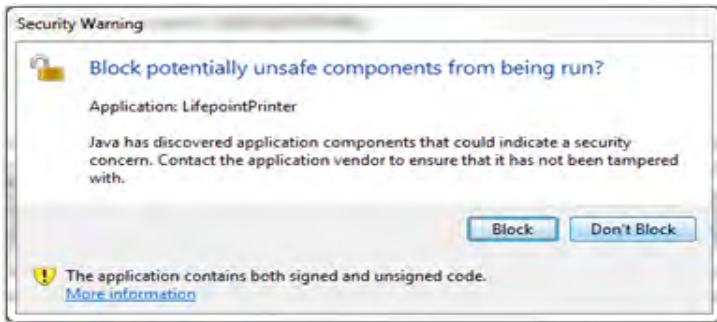 Security Warning
Block potentially unsafe components from being run?
Application: LifepointPrinter
Java has discovered application components that could indicate a security
concern. Contact the application vendor to ensure that it has not been tampered
with.
Block Don't Block
The application contains both signed and unsigned code.
More information